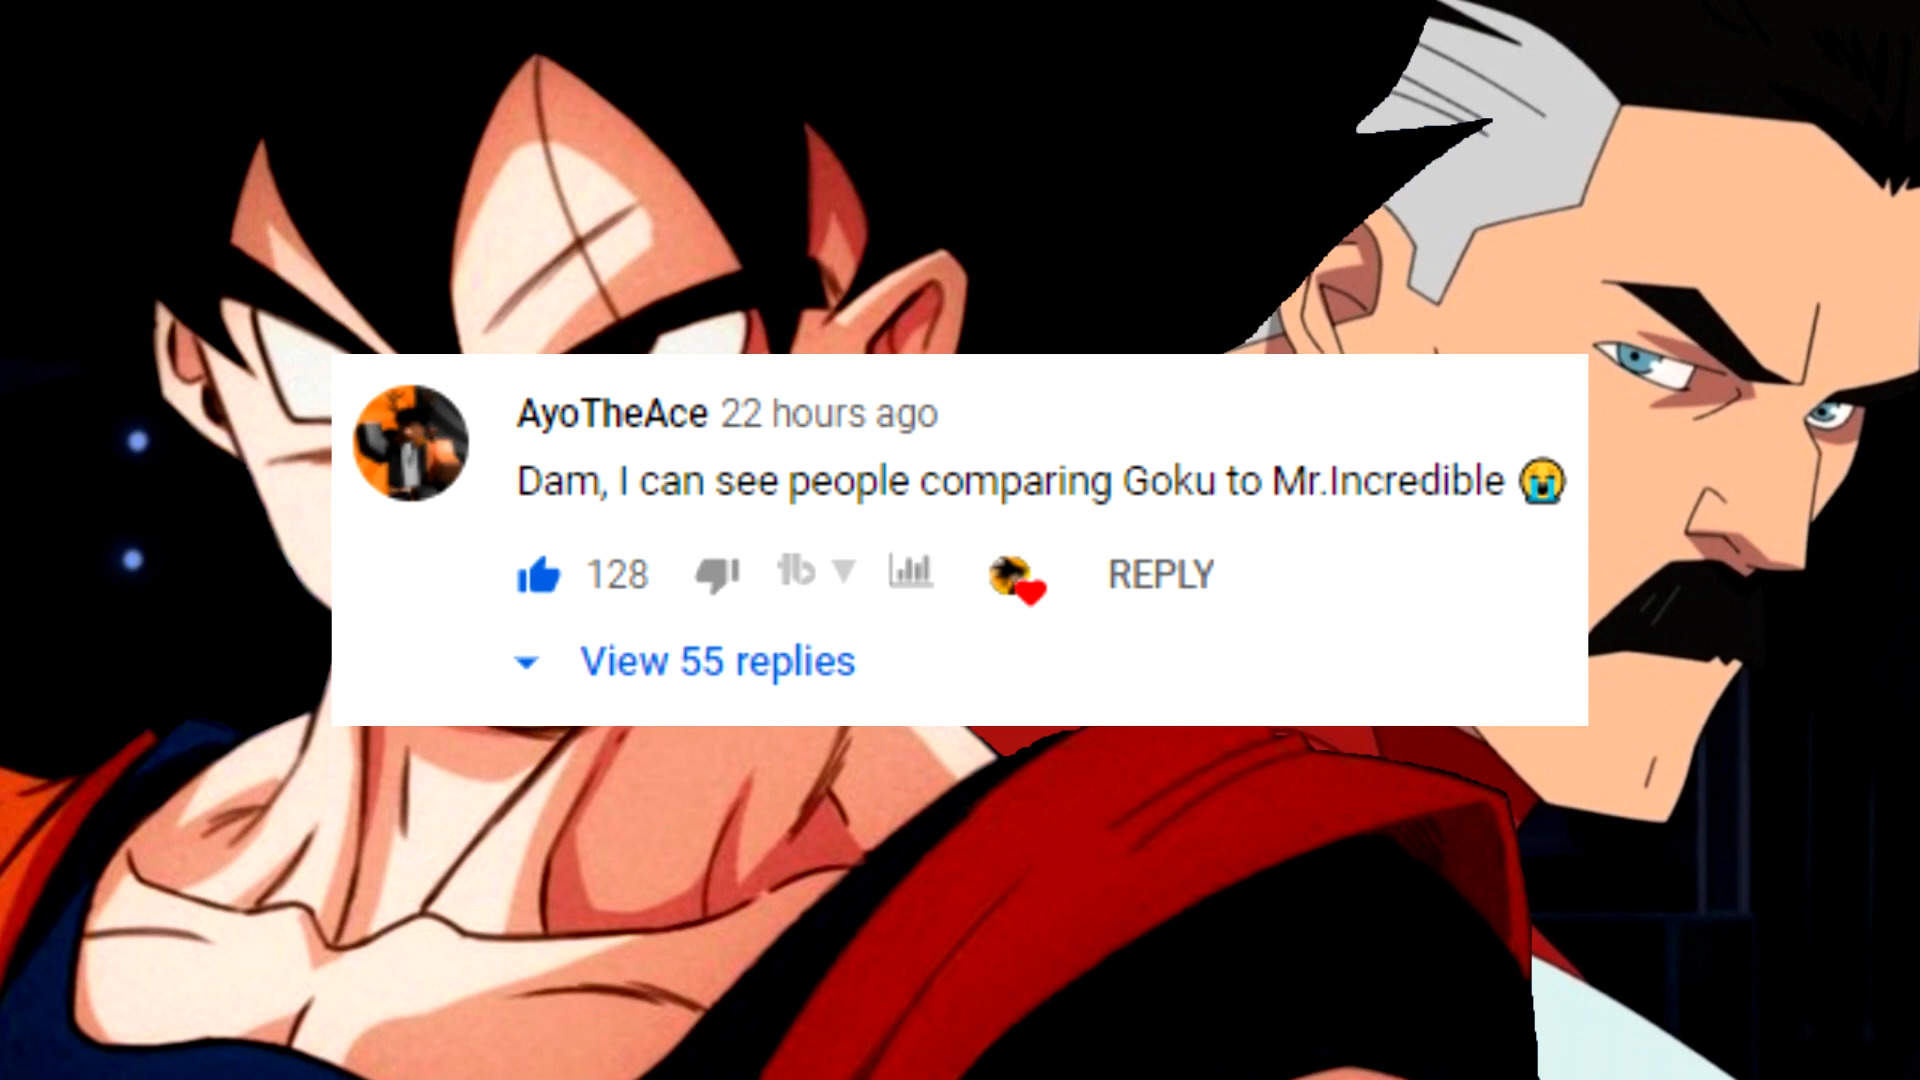 AyoTheAce 22 hours ago
Dam, I can see people comparing Goku to Mr.Incredible 😭
128 REPLY
View 55 replies